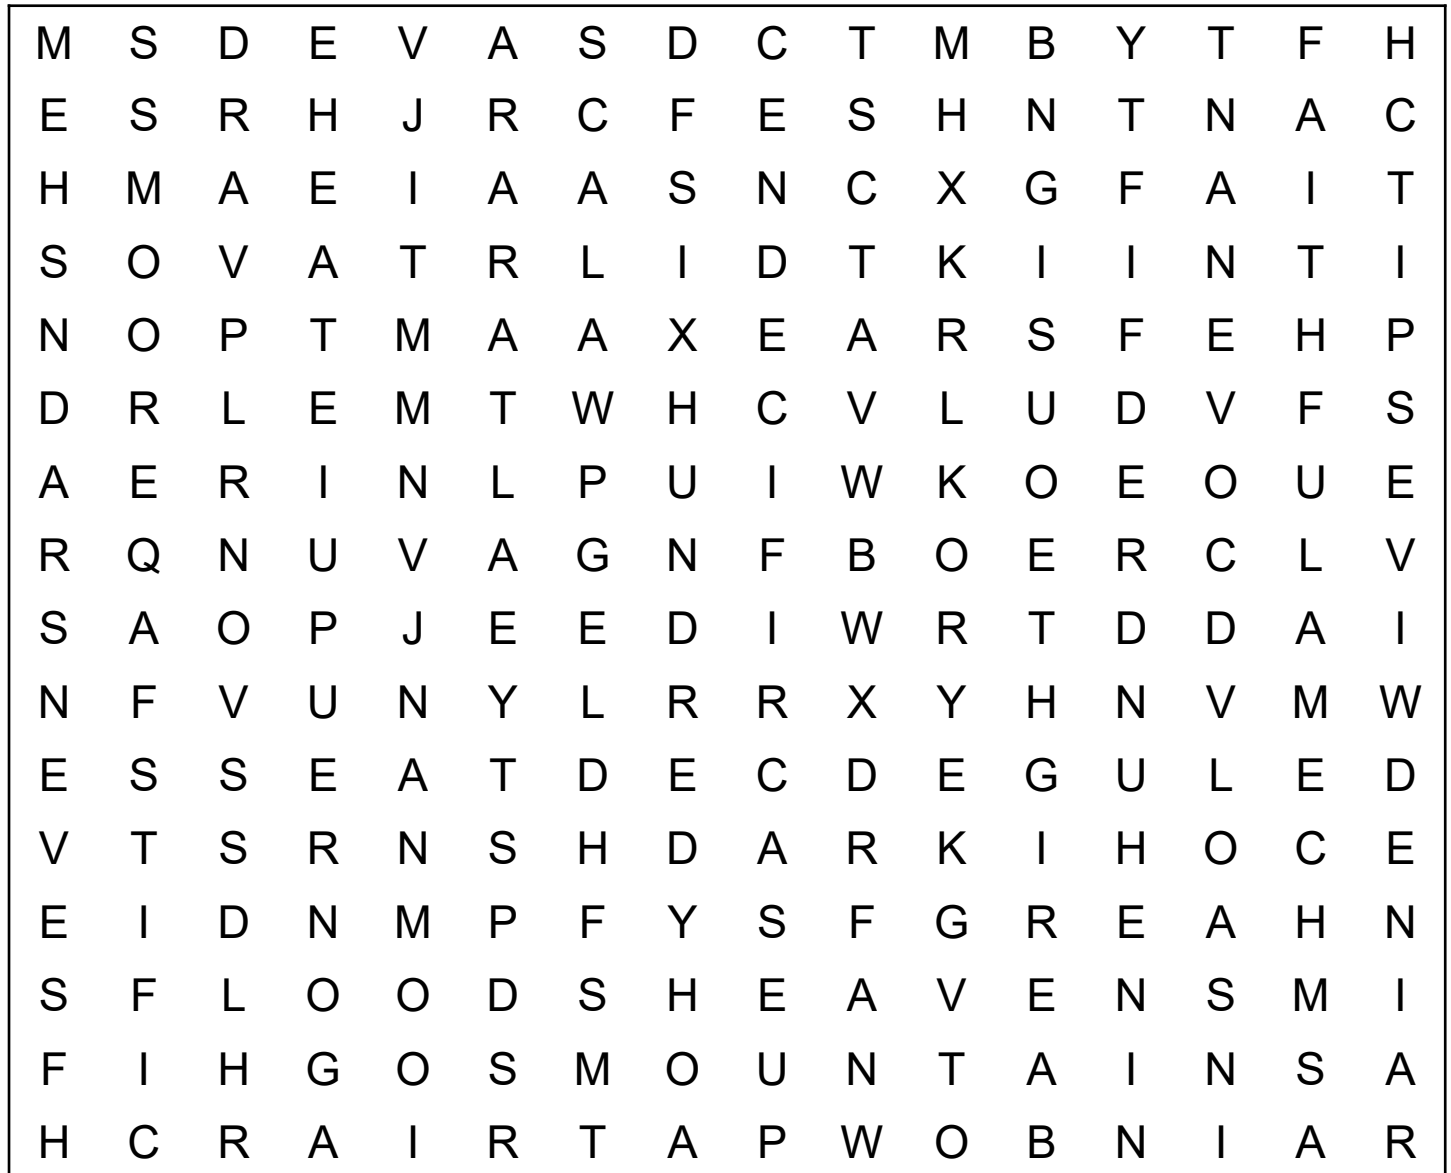 M S D E V A S D C T M B Y T F H
E S R H J R C F E S H N T N A C
H M A E I A A S N C X G F A I T
S O V A T R L I D T K I I N T I
N O P T M A A X E A R S F E H P
D R L E M T W H C V L U D V F S
A E R I N L P U I W K O E O U E
R Q N U V A G N F B O E R C L V
S A O P J E E D I W R T D D A I
N F V U N Y L R R X Y H N V M W
E S S E A T D E C D E G U L E D
V T S R N S H D A R K I H O C E
E I D N M P F Y S F G R E A H N
S F L O O D S H E A V E N S M I
F I H G O S M O U N T A I N S A
H C R A I R T A P W O B N I A R